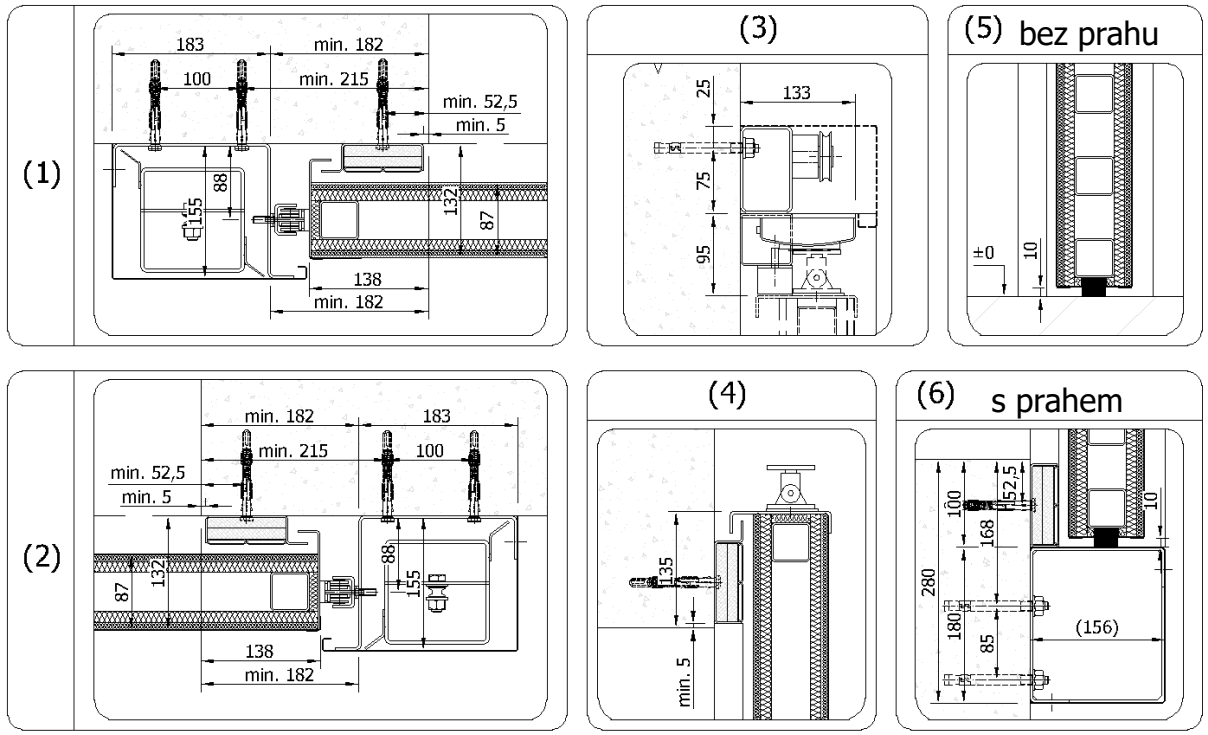 (1)
183
min. 182
100
min. 215
min. 52,5
min. 5
88
155
132
87
138
min. 182
(2)
min. 182
183
min. 215
100
min. 52,5
min. 5
87
132
88
155
138
min. 182
(3)
25
133
75
95
(4)
135
min. 5
(5) bez prahu
±0
10
(6) s prahem
52,5
100
168
10
280
180
85
(156)